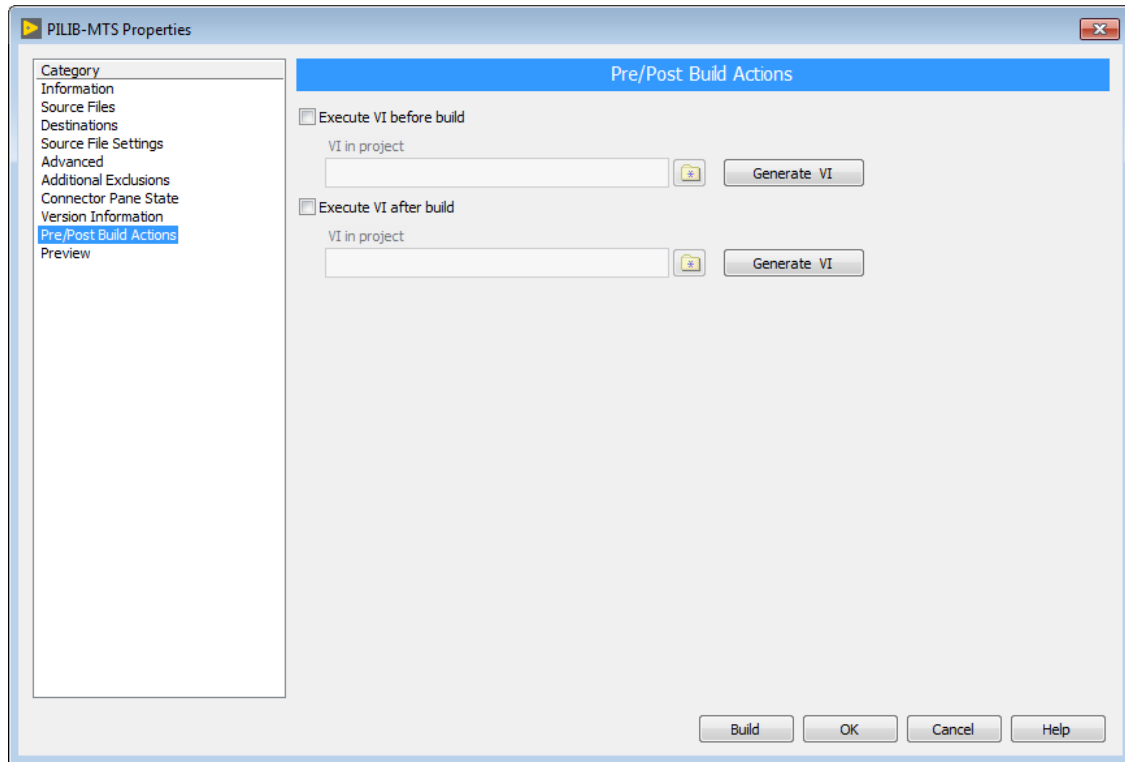 PILIB-MTS Properties
Category
Information
Source Files
Destinations
Source File Settings
Advanced
Additional Exclusions
Connector Pane State
Version Information
Pre/Post Build Actions
Preview
Pre/Post Build Actions
Execute VI before build
VI in project
Generate VI
Execute VI after build
VI in project
Generate VI
Build
OK
Cancel
Help